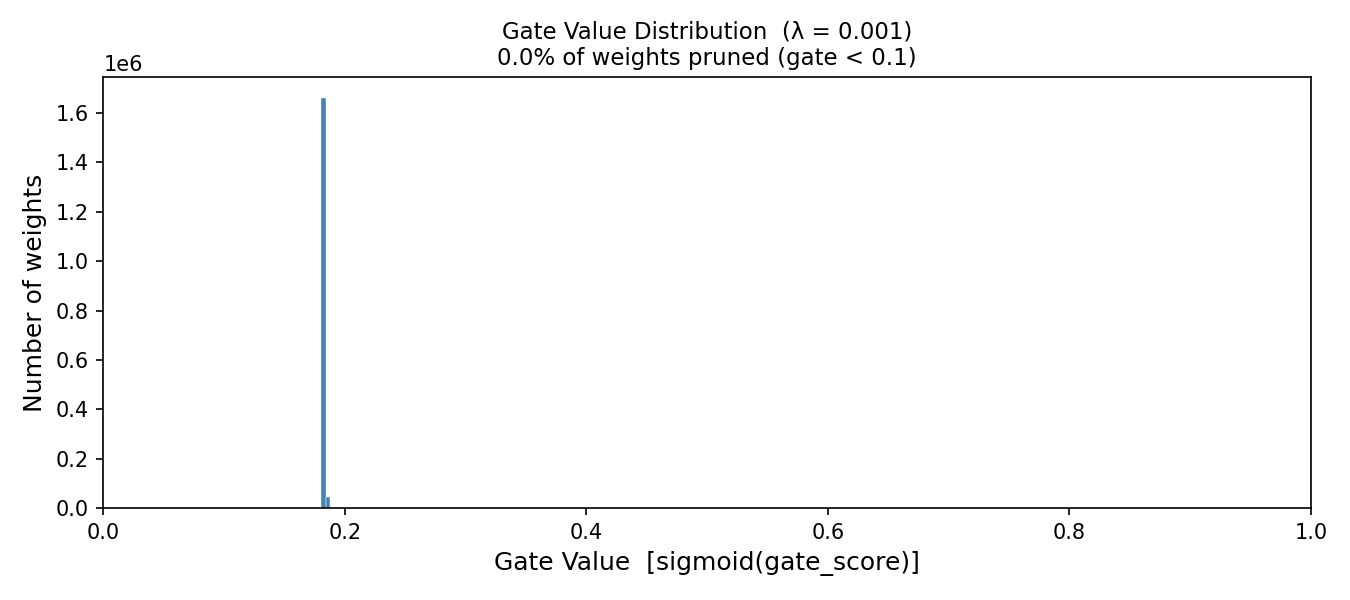 Gate Value Distribution  (λ = 0.001)
0.0% of weights pruned (gate < 0.1)
1e6
1.6
1.4
1.2
1.0
0.8
0.6
0.4
0.2
0.0
Number of weights
0.0 0.2 0.4 0.6 0.8 1.0
Gate Value  [sigmoid(gate_score)]